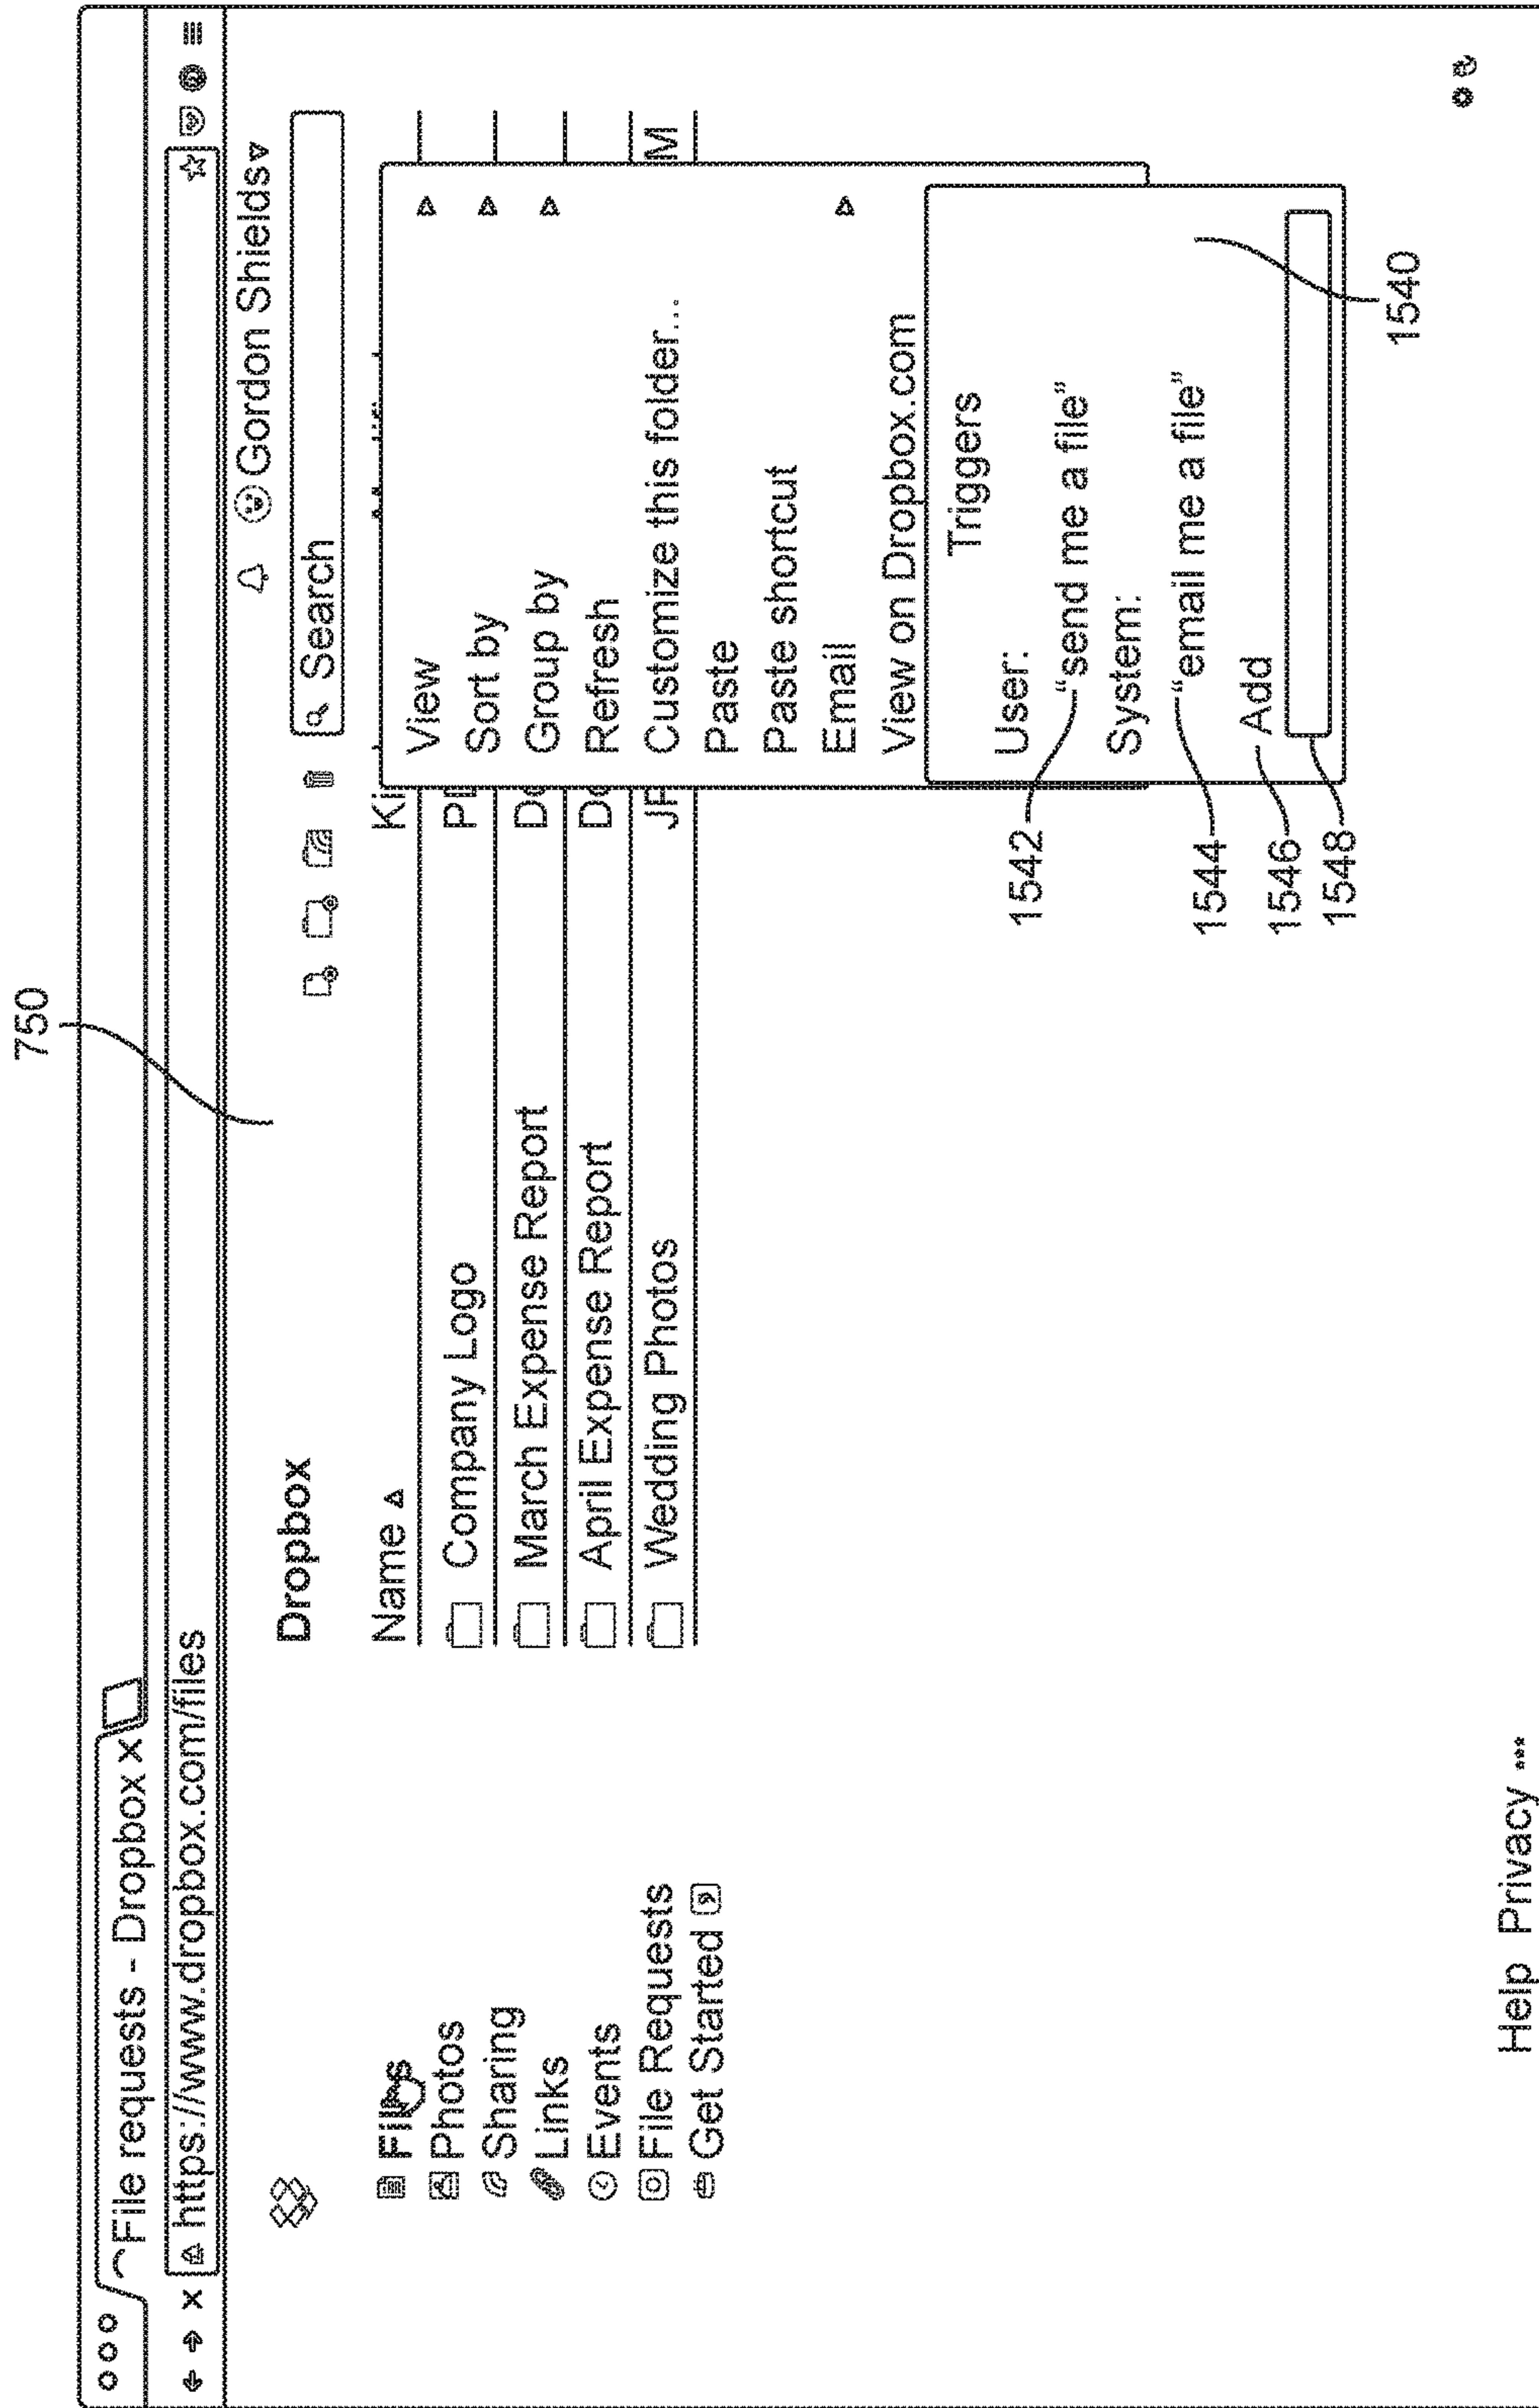 750
File requests - Dropbox x
https://www.dropbox.com/files
Gordon Shields
Dropbox
Search
Files
Photos
Sharing
Links
Events
File Requests
Get Started
Name
Company Logo
March Expense Report
April Expense Report
Wedding Photos
M
View
Sort by
Group by
Refresh
Customize this folder...
Paste
Paste shortcut
Email
View on Dropbox.com
Triggers
User:
1542 “send me a file”
System:
1544 “email me a file”
1546 Add
1548
1540
Help Privacy •••